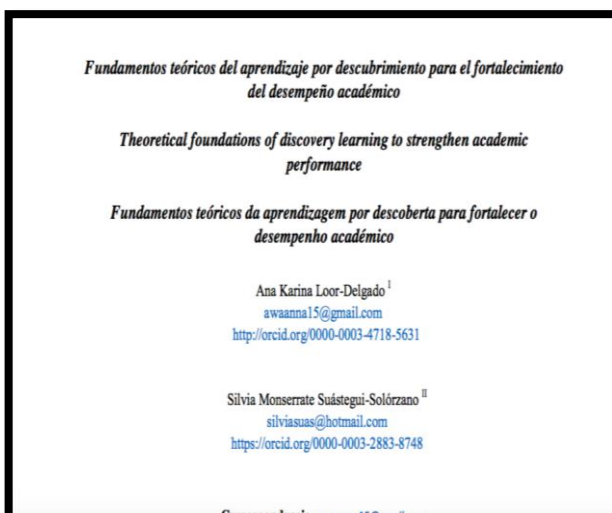 Fundamentos teóricos del aprendizaje por descubrimiento para el fortalecimiento
del desempeño académico
Theoretical foundations of discovery learning to strengthen academic
performance
Fundamentos teóricos da aprendizagem por descoberta para fortalecer o
desempenho académico
Ana Karina Loor-Delgado I
awaanna15@gmail.com
http://orcid.org/0000-0003-4718-5631
Silvia Monserrate Suástegui-Solórzano II
silviasuas@hotmail.com
https://orcid.org/0000-0003-2883-8748